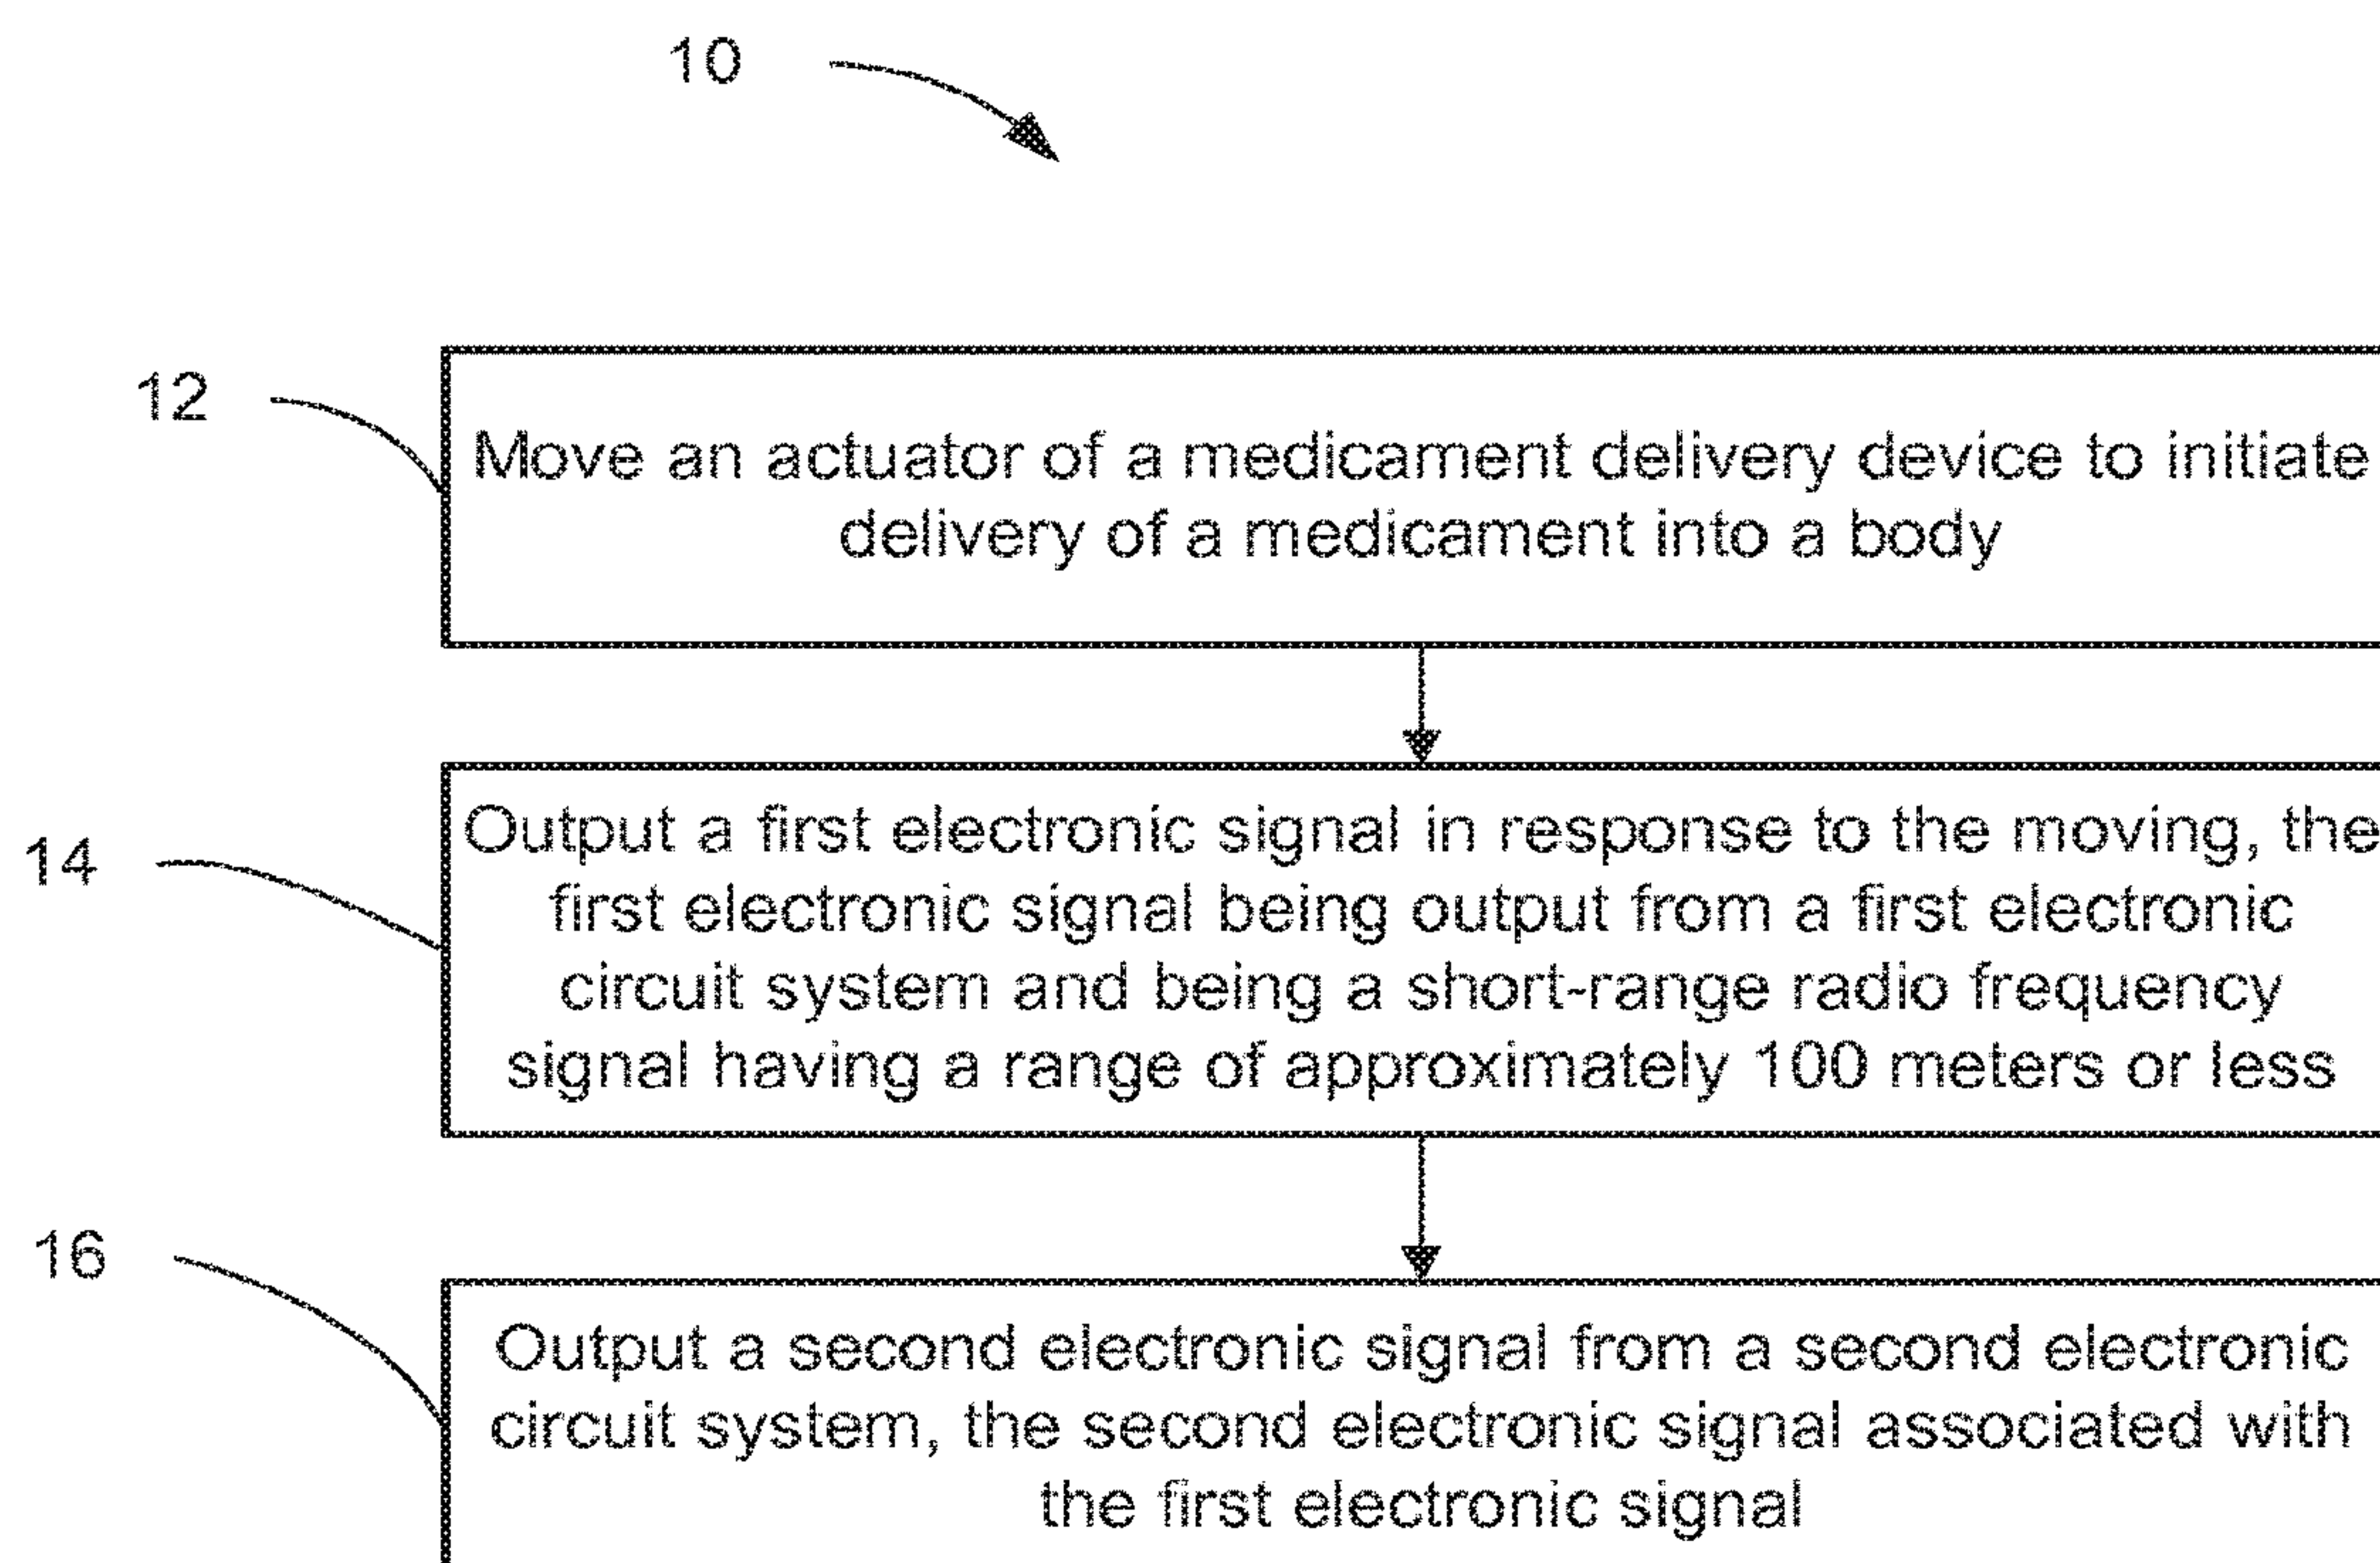 10
12
Move an actuator of a medicament delivery device to initiate
delivery of a medicament into a body
14
Output a first electronic signal in response to the moving, the
first electronic signal being output from a first electronic
circuit system and being a short-range radio frequency
signal having a range of approximately 100 meters or less
16
Output a second electronic signal from a second electronic
circuit system, the second electronic signal associated with
the first electronic signal